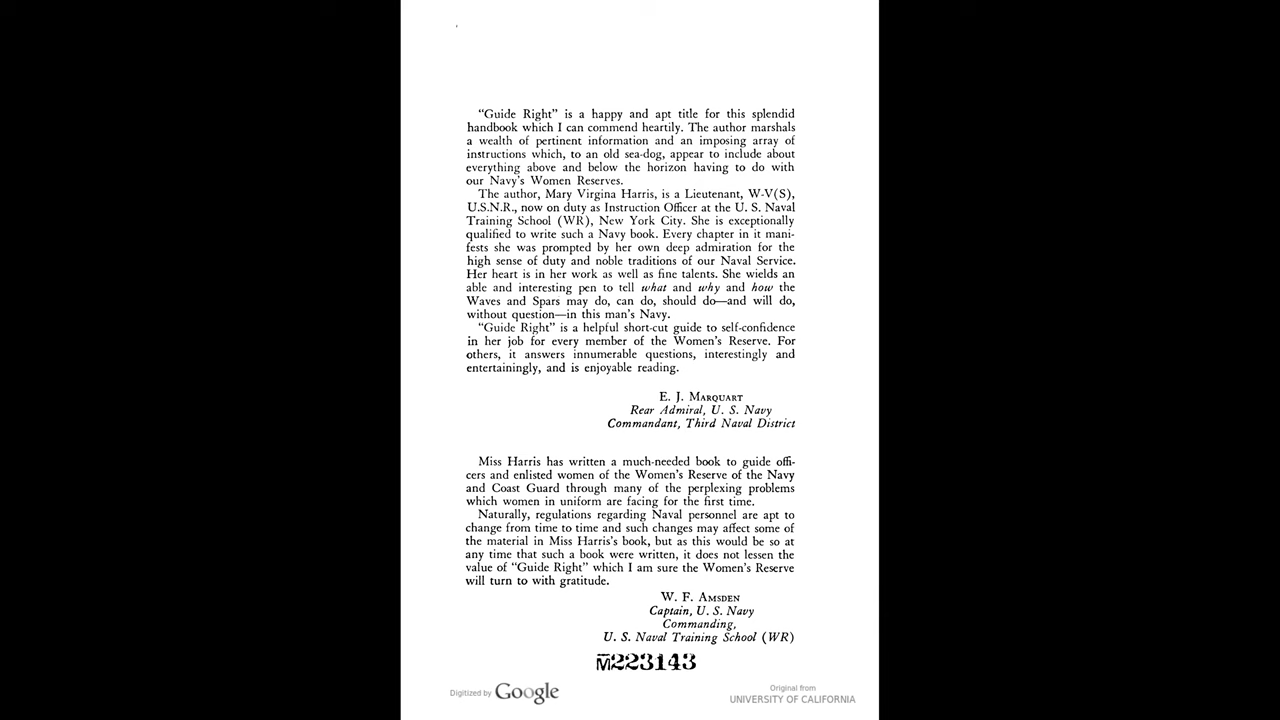 “Guide Right” is a happy and apt title for this splendid
handbook which I can commend heartily. The author marshals
a wealth of pertinent information and an imposing array of
instructions which, to an old sea-dog, appear to include about
everything above and below the horizon having to do with
our Navy’s Women Reserves.
The author, Mary Virgina Harris, is a Lieutenant, W-V(S),
U.S.N.R., now on duty as Instruction Officer at the U. S. Naval
Training School (WR), New York City. She is exceptionally
qualified to write such a Navy book. Every chapter in it mani-
fests she was prompted by her own deep admiration for the
high sense of duty and noble traditions of our Naval Service.
Her heart is in her work as well as fine talents. She wields an
able and interesting pen to tell what and why and how the
Waves and Spars may do, can do, should do—and will do,
without question—in this man’s Navy.
“Guide Right” is a helpful short-cut guide to self-confidence
in her job for every member of the Women’s Reserve. For
others, it answers innumerable questions, interestingly and
entertainingly, and is enjoyable reading.
E. J. Marquart
Rear Admiral, U. S. Navy
Commandant, Third Naval District
Miss Harris has written a much-needed book to guide offi-
cers and enlisted women of the Women’s Reserve of the Navy
and Coast Guard through many of the perplexing problems
which women in uniform are facing for the first time.
Naturally, regulations regarding Naval personnel are apt to
change from time to time and such changes may affect some of
the material in Miss Harris’s book, but as this would be so at
any time that such a book were written, it does not lessen the
value of “Guide Right” which I am sure the Women’s Reserve
will turn to with gratitude.
W. F. Amsden
Captain, U. S. Navy
Commanding,
U. S. Naval Training School (WR)
M223143
Digitized by Google
Original from
UNIVERSITY OF CALIFORNIA